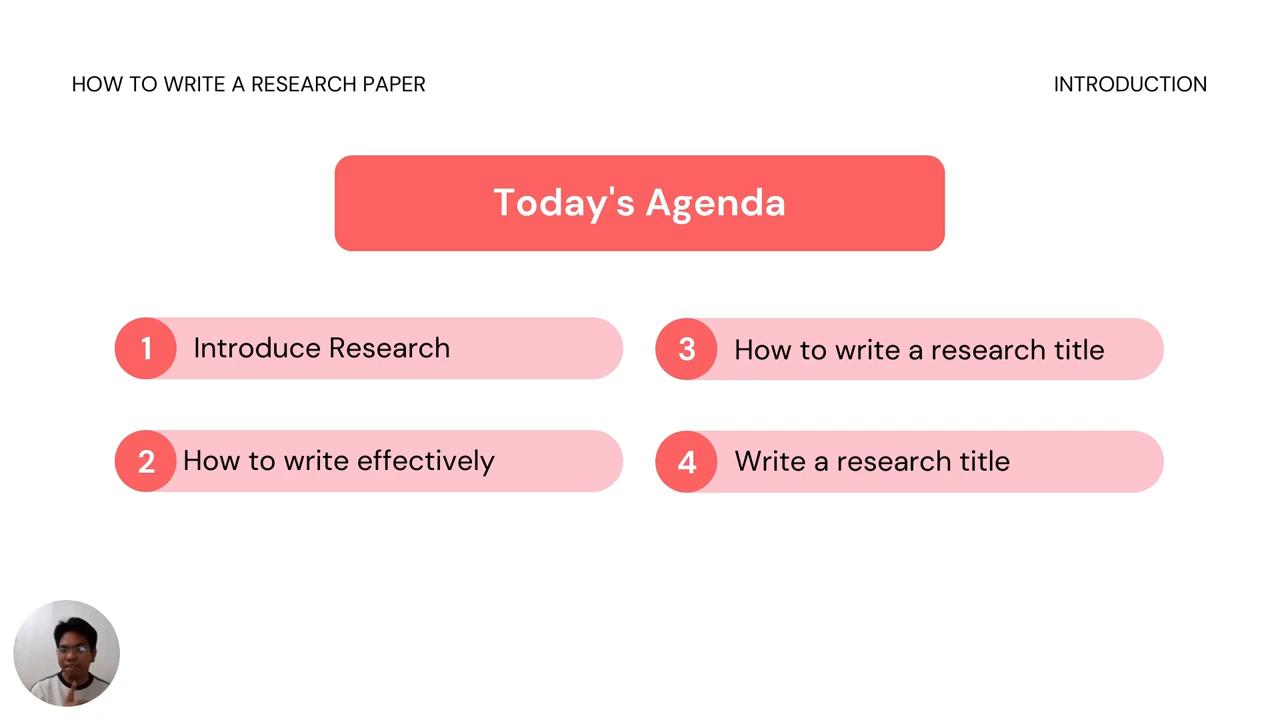 HOW TO WRITE A RESEARCH PAPER
INTRODUCTION
Today's Agenda
1 Introduce Research
2 How to write effectively
3 How to write a research title
4 Write a research title